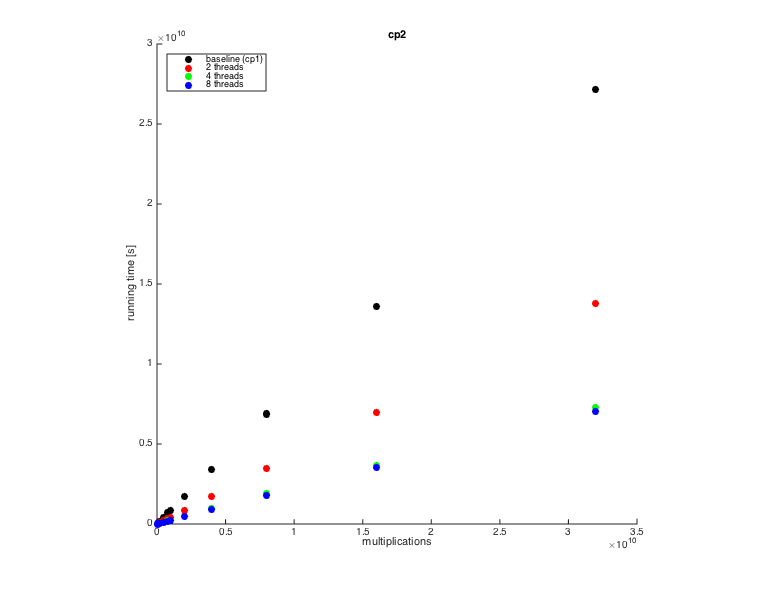 cp2
×10^10
3
2.5
2
1.5
1
0.5
0
running time [s]
baseline (cp1)
2 threads
4 threads
8 threads
0 0.5 1 1.5 2 2.5 3 3.5
multiplications
×10^10